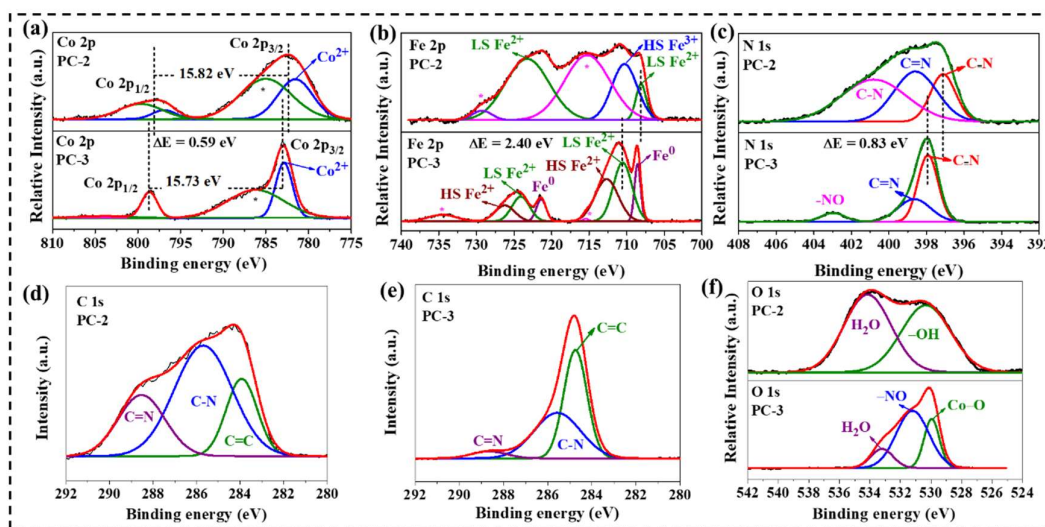 (a)
Co 2p
PC-2
Co 2p3/2
Co²⁺
15.82 eV
Co 2p1/2
*
Co 2p
PC-3
ΔE = 0.59 eV
Co 2p3/2
Co 2p1/2
15.73 eV
Co²⁺
*
Relative Intensity (a.u.)
810 805 800 795 790 785 780 775
Binding energy (eV)
(b)
Fe 2p
PC-2
LS Fe²⁺
HS Fe³⁺
LS Fe²⁺
*
*
Fe 2p
PC-3
ΔE = 2.40 eV
LS Fe²⁺
HS Fe²⁺
Fe⁰
LS Fe²⁺
HS Fe²⁺
Fe⁰
*
*
Relative Intensity (a.u.)
740 735 730 725 720 715 710 705 700
Binding energy (eV)
(c)
N 1s
PC-2
C=N
C-N
C-N
N 1s
PC-3
ΔE = 0.83 eV
C-N
C=N
-NO
Relative Intensity (a.u.)
408 406 404 402 400 398 396 394 392
Binding energy (eV)
(d)
C 1s
PC-2
C=N
C-N
C=C
Intensity (a.u.)
292 290 288 286 284 282 280
Binding energy (eV)
(e)
C 1s
PC-3
C=C
C=N
C-N
Intensity (a.u.)
292 290 288 286 284 282 280
Binding energy (eV)
(f)
O 1s
PC-2
H2O
–OH
O 1s
PC-3
–NO
Co–O
H2O
Relative Intensity (a.u.)
542 540 538 536 534 532 530 528 526 524
Binding energy (eV)